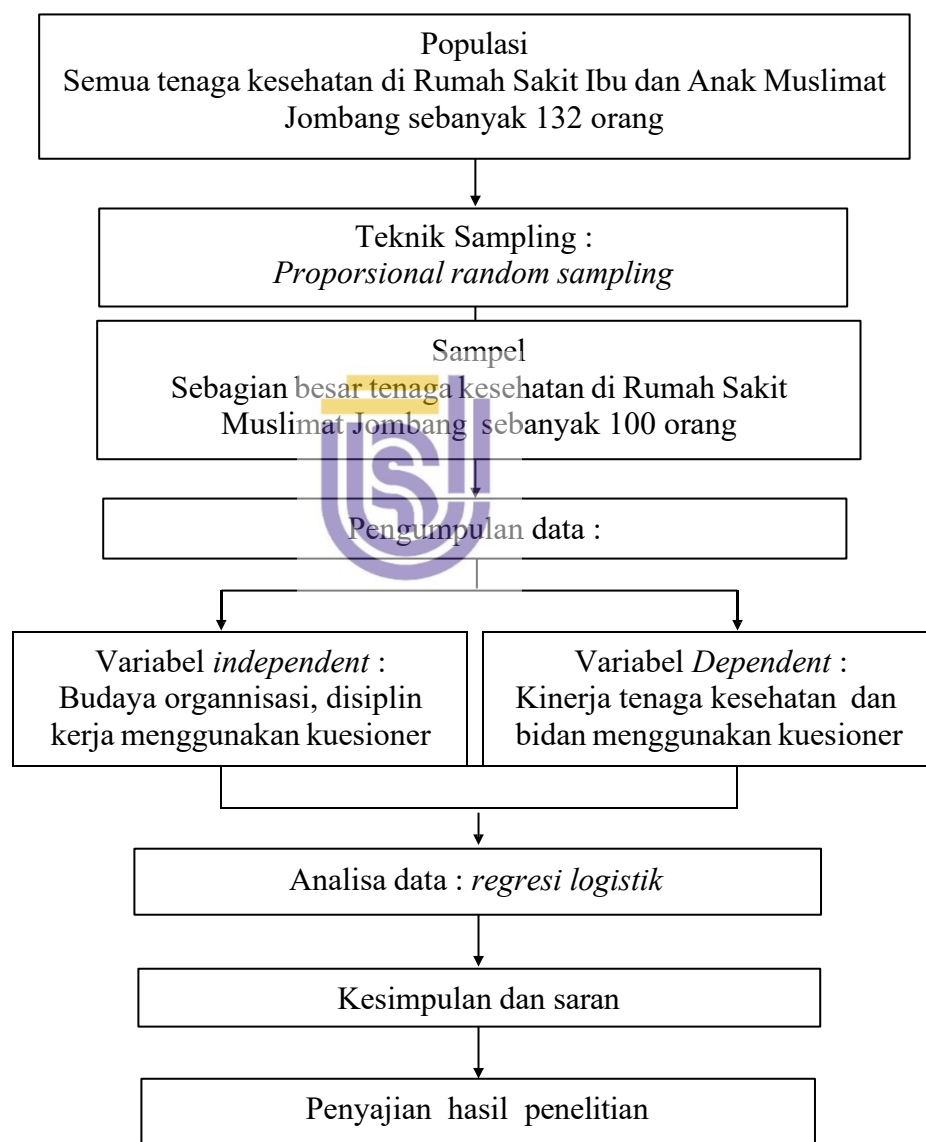 Populasi
Semua tenaga kesehatan di Rumah Sakit Ibu dan Anak Muslimat
Jombang sebanyak 132 orang
Teknik Sampling :
Proporsional random sampling
Sampel
Sebagian besar tenaga kesehatan di Rumah Sakit
Muslimat Jombang sebanyak 100 orang
Pengumpulan data :
Variabel independent :
Budaya organnisasi, disiplin
kerja menggunakan kuesioner
Variabel Dependent :
Kinerja tenaga kesehatan dan
bidan menggunakan kuesioner
Analisa data : regresi logistik
Kesimpulan dan saran
Penyajian hasil penelitian